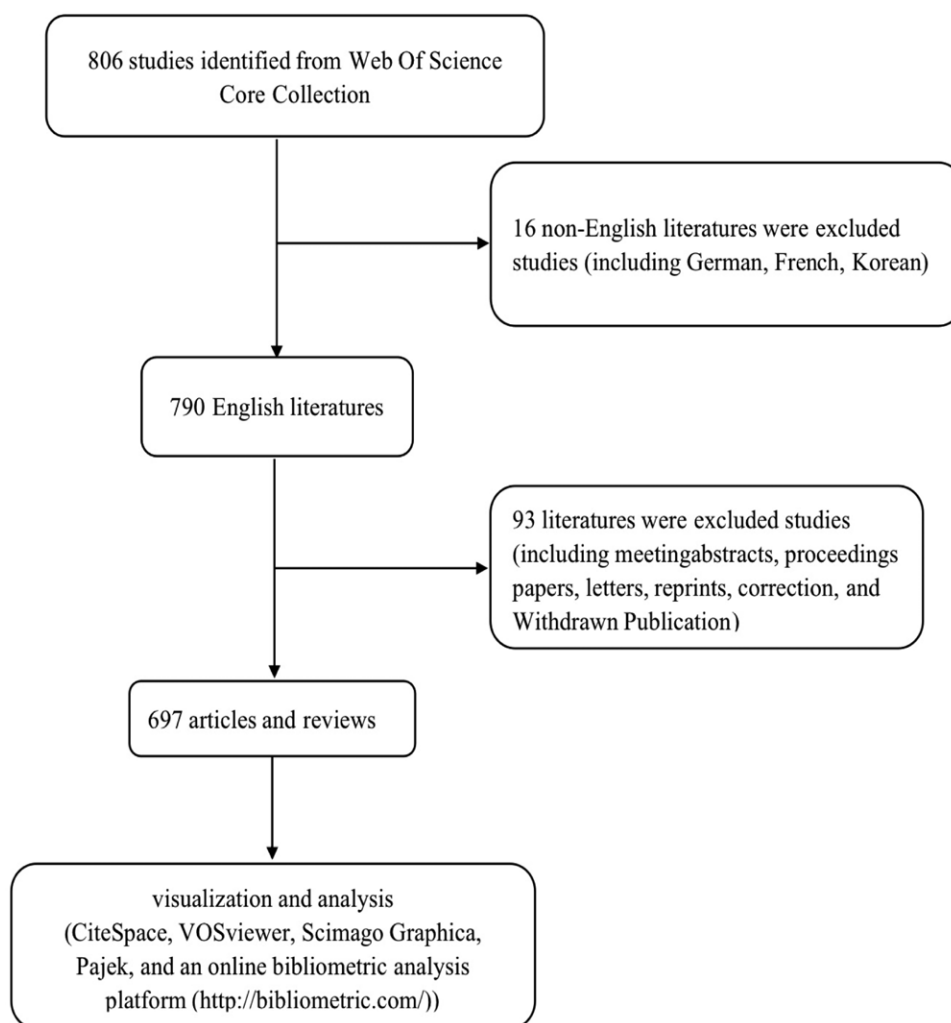 806 studies identified from Web Of Science
Core Collection
16 non-English literatures were excluded
studies (including German, French, Korean)
790 English literatures
93 literatures were excluded studies
(including meetingabstracts, proceedings
papers, letters, reprints, correction, and
Withdrawn Publication)
697 articles and reviews
visualization and analysis
(CiteSpace, VOSviewer, Scimago Graphica,
Pajek, and an online bibliometric analysis
platform (http://bibliometric.com/))